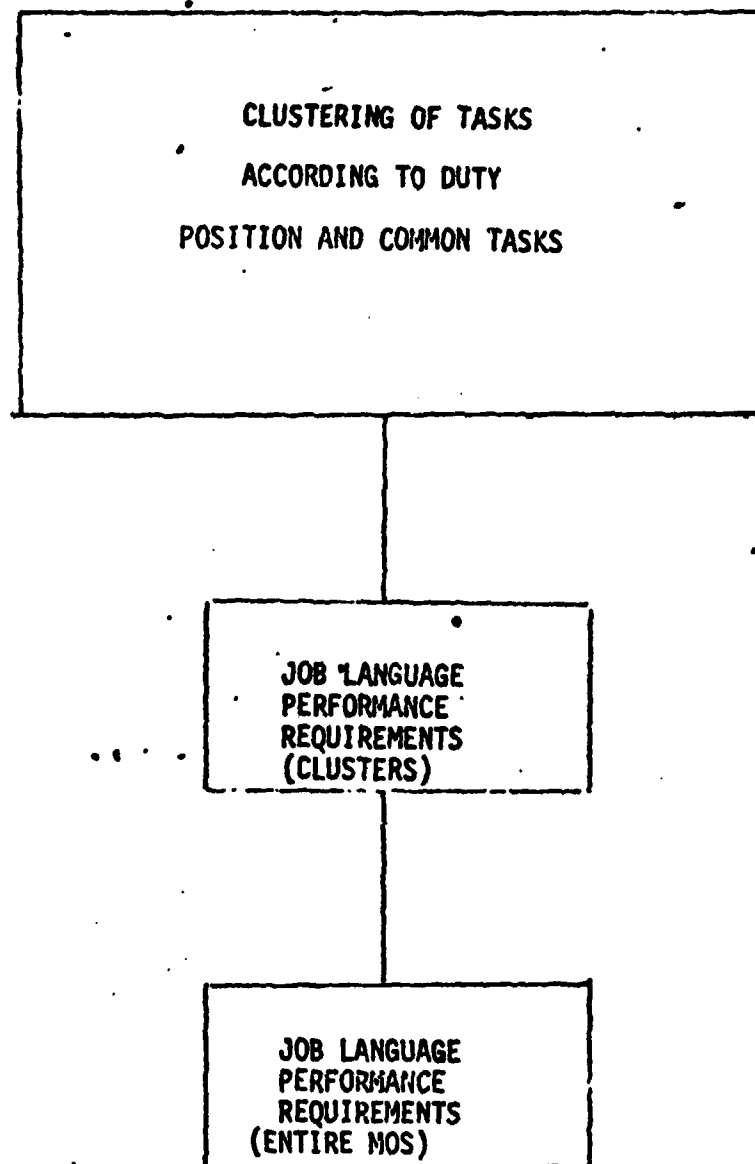 CLUSTERING OF TASKS
ACCORDING TO DUTY
POSITION AND COMMON TASKS
JOB LANGUAGE
PERFORMANCE
REQUIREMENTS
(CLUSTERS)
JOB LANGUAGE
PERFORMANCE
REQUIREMENTS
(ENTIRE MOS)